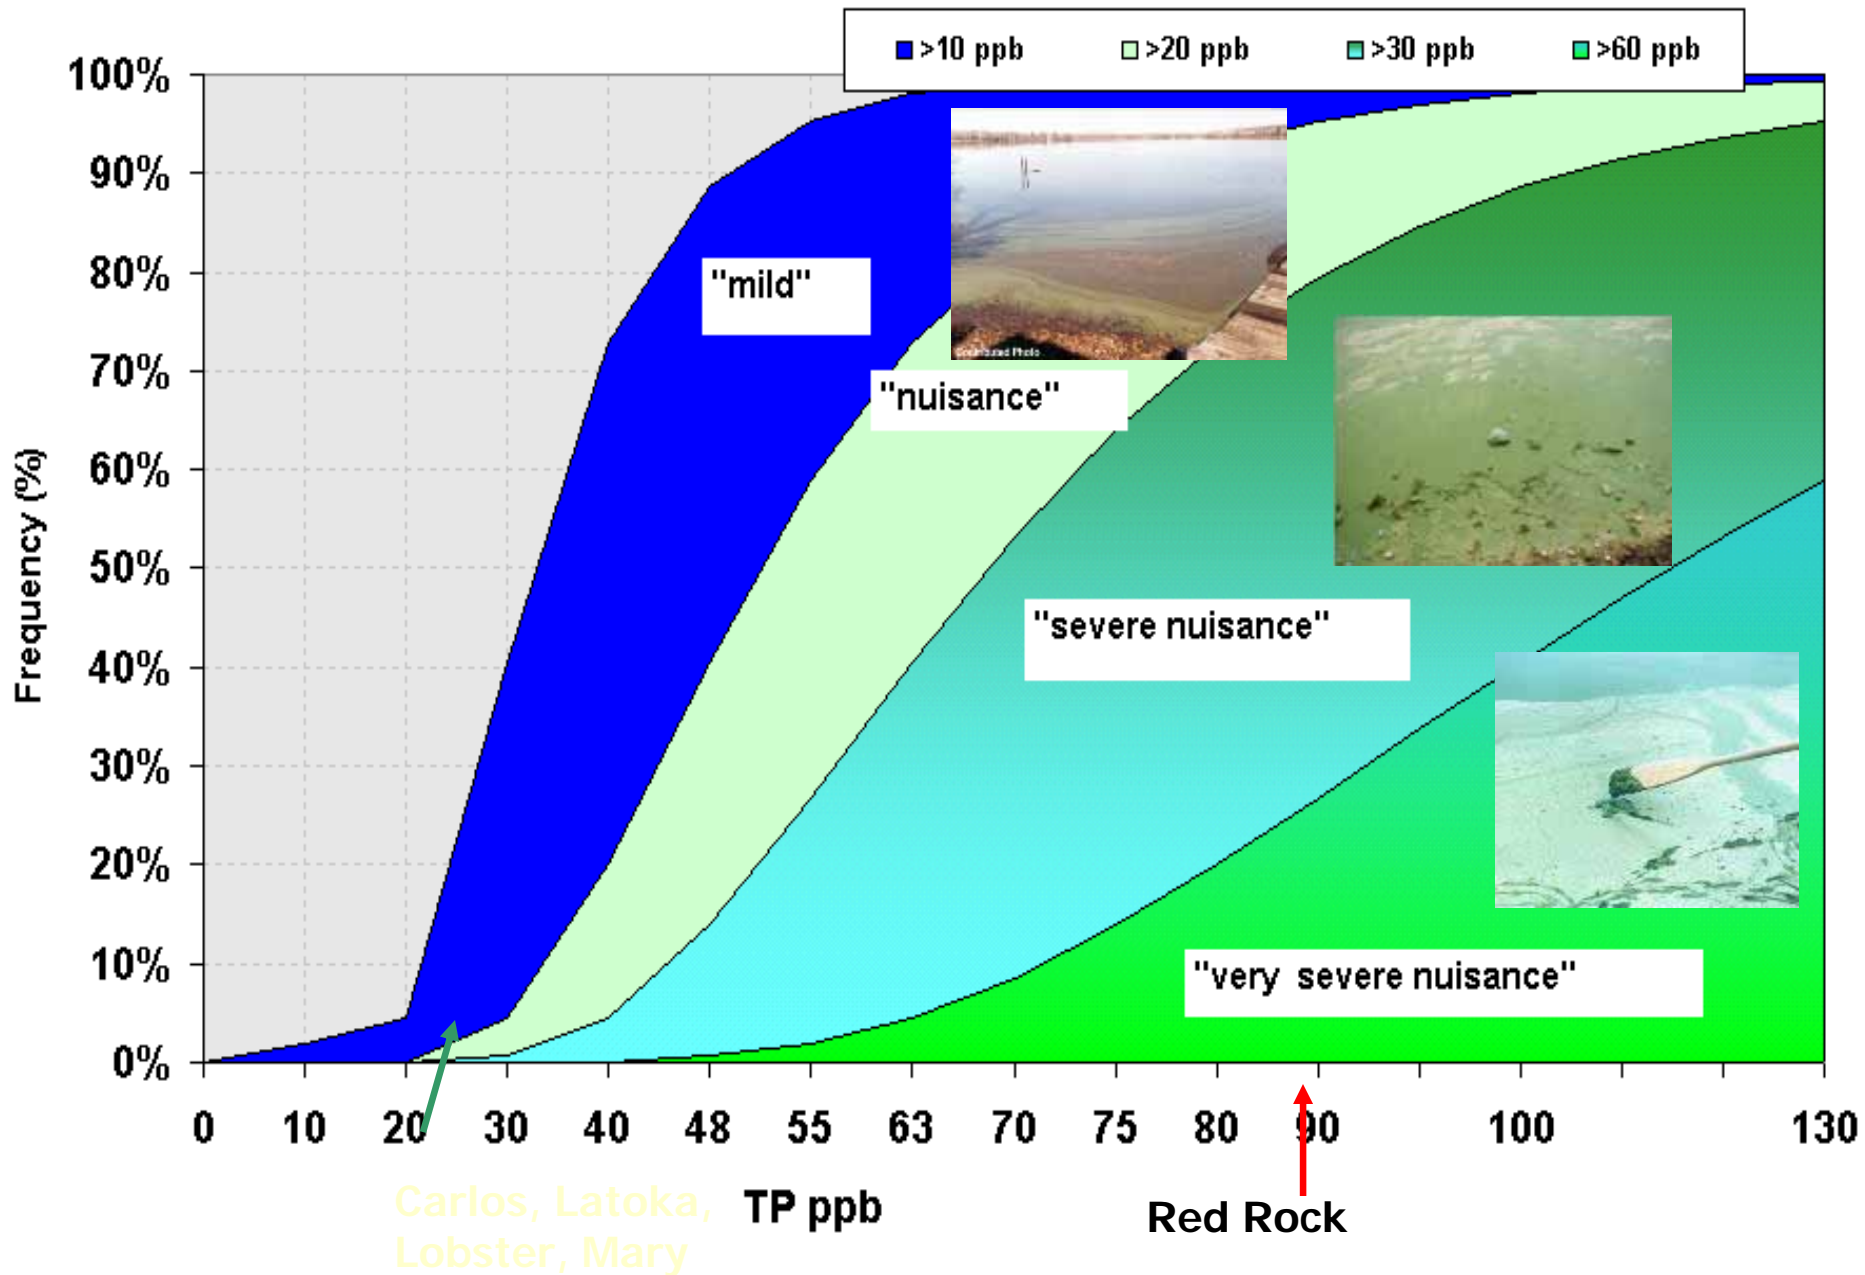 >10 ppb >20 ppb >30 ppb >60 ppb
100%
90%
80%
70%
60%
50%
40%
30%
20%
10%
0%
Frequency (%)
"mild"
Contributed Photo
"nuisance"
"severe nuisance"
"very severe nuisance"
0 10 20 30 40 48 55 63 70 75 80 90 100 130
TP ppb
Carlos, Latoka,
Lobster, Mary
Red Rock